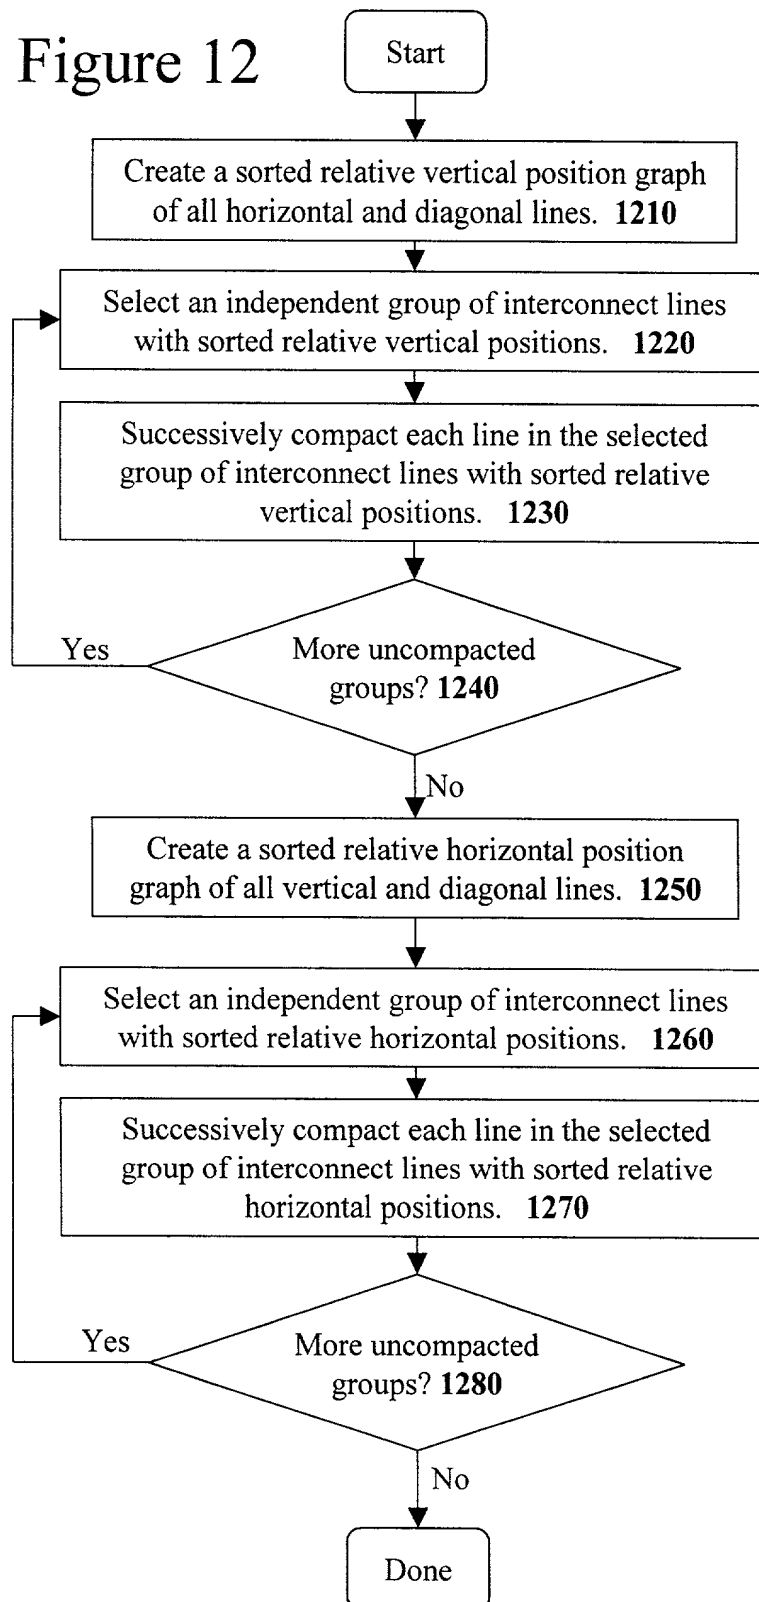 Figure 12
Start
Create a sorted relative vertical position graph
of all horizontal and diagonal lines. 1210
Select an independent group of interconnect lines
with sorted relative vertical positions. 1220
Successively compact each line in the selected
group of interconnect lines with sorted relative
vertical positions. 1230
Yes
More uncompacted
groups? 1240
No
Create a sorted relative horizontal position
graph of all vertical and diagonal lines. 1250
Select an independent group of interconnect lines
with sorted relative horizontal positions. 1260
Successively compact each line in the selected
group of interconnect lines with sorted relative
horizontal positions. 1270
Yes
More uncompacted
groups? 1280
No
Done